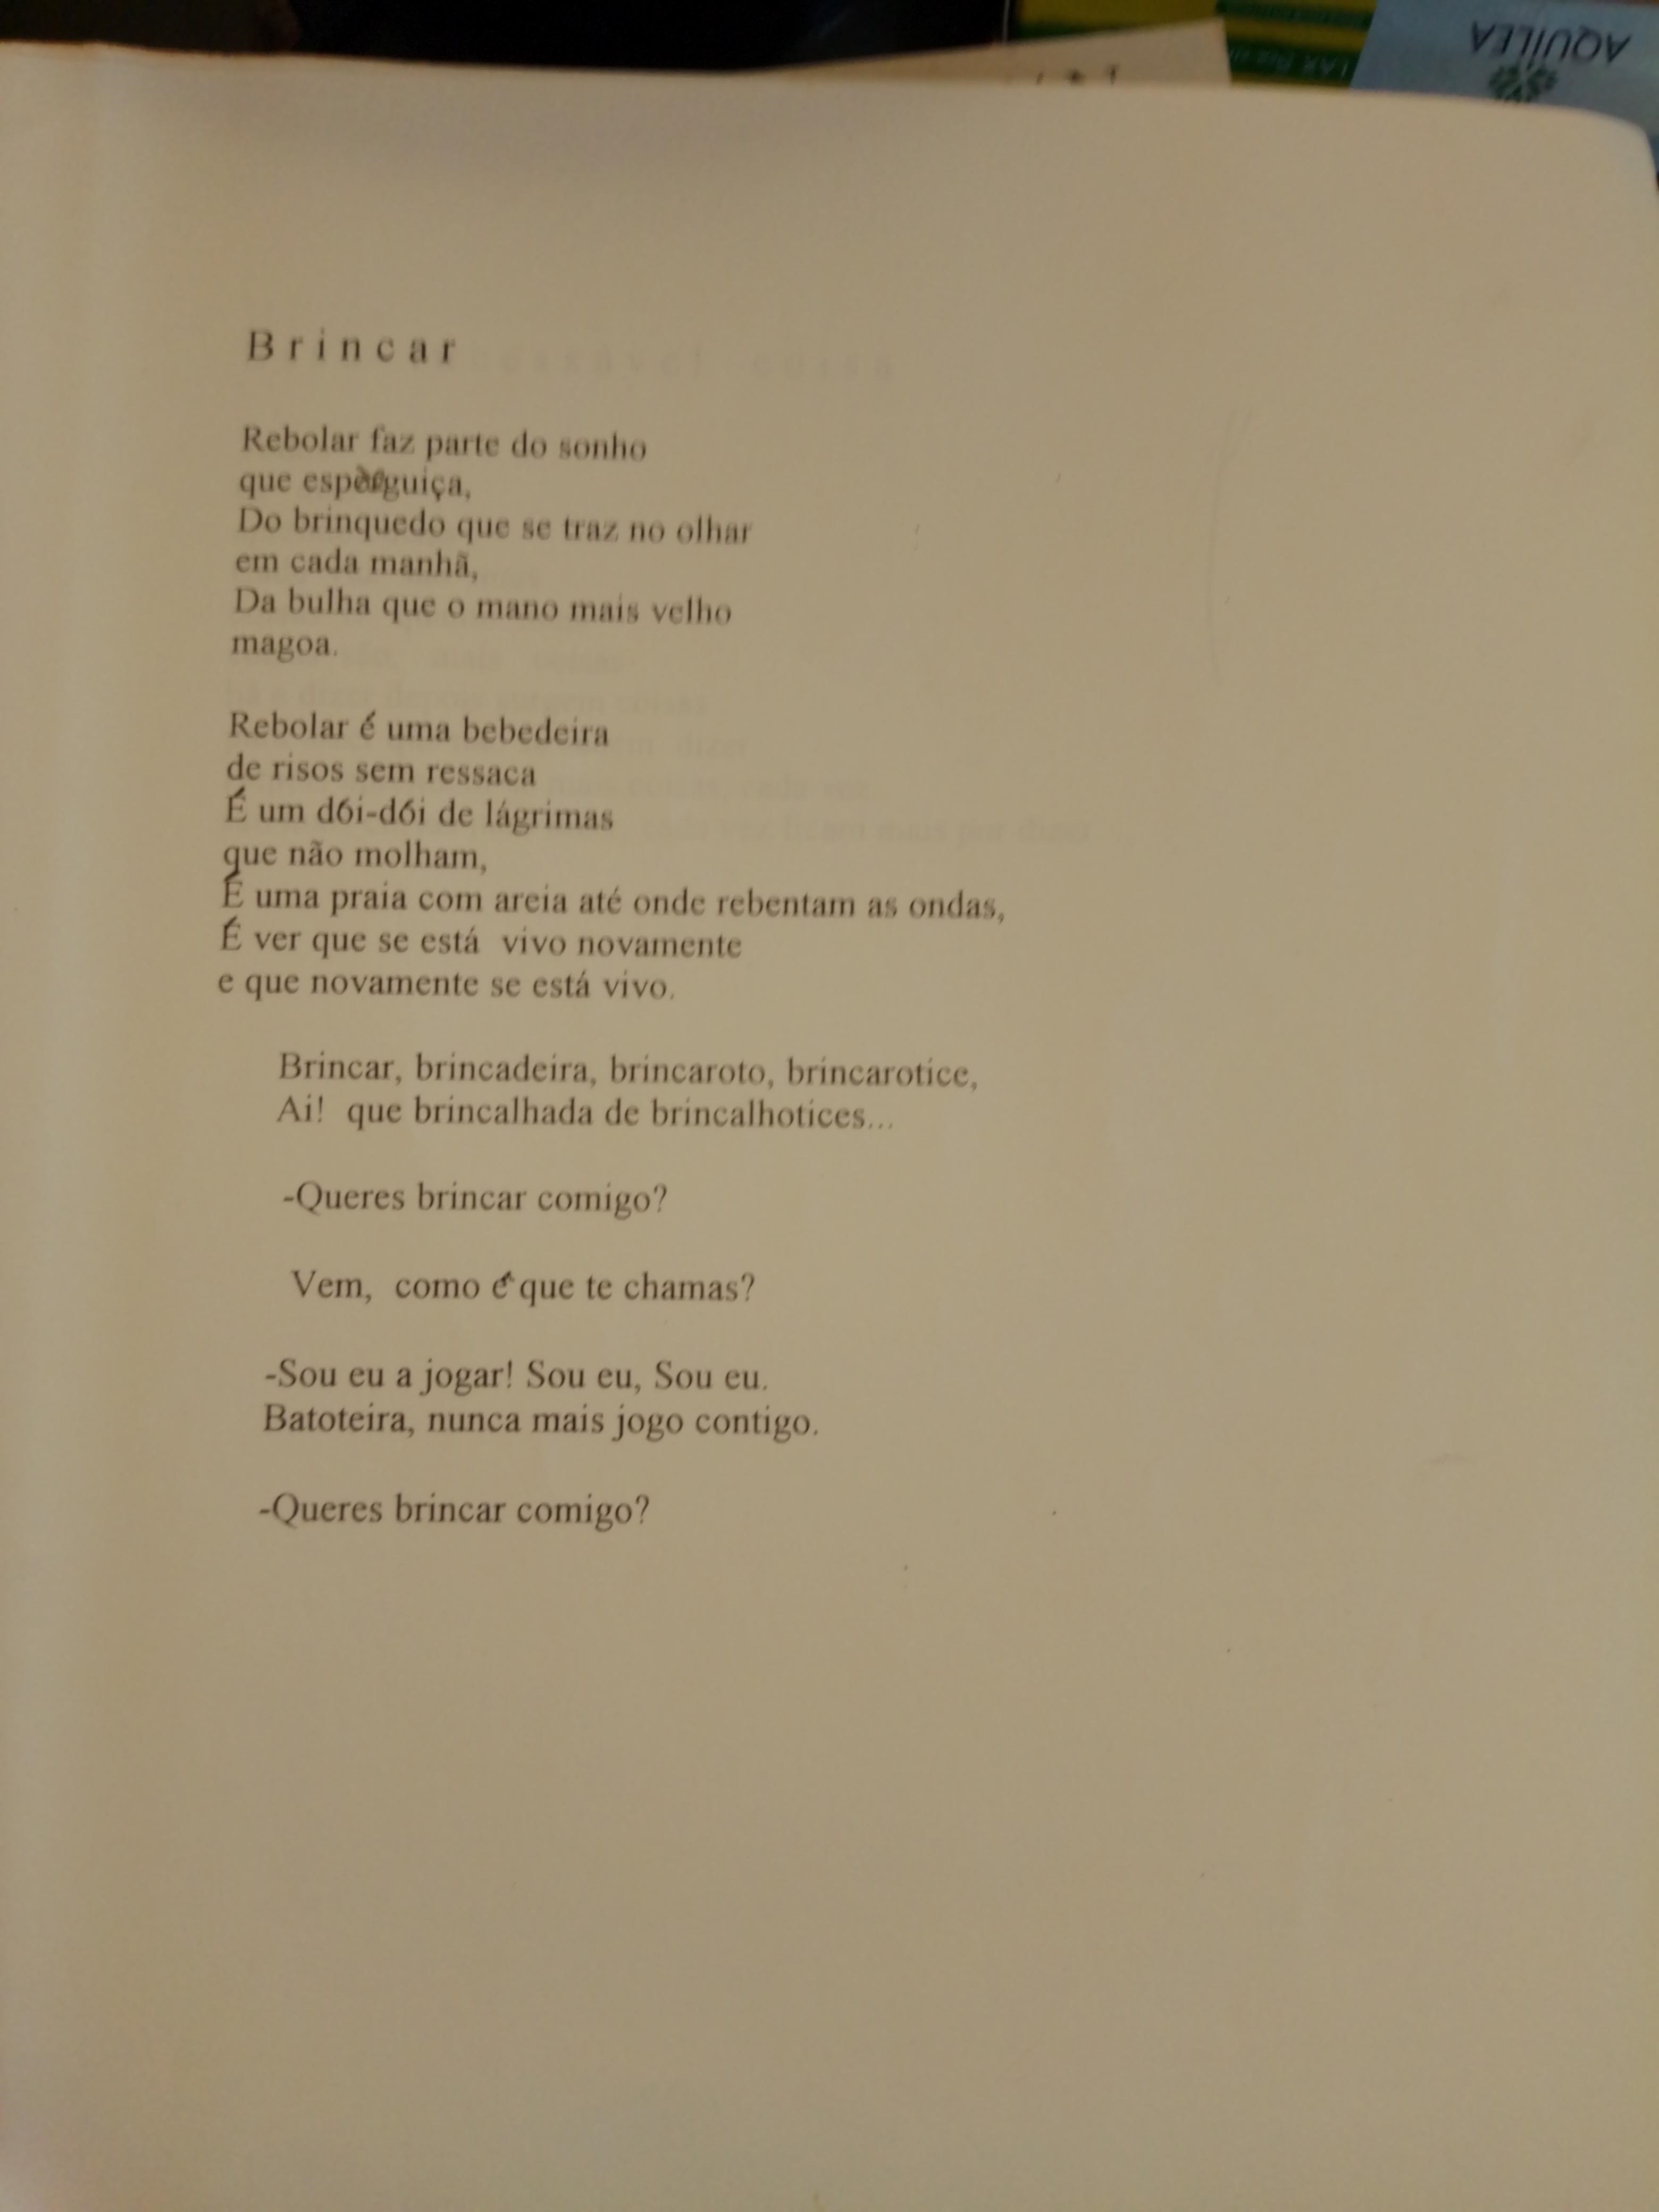 AQUILEA
Brincar
Rebolar faz parte do sonho
que
Do brinquedo que se traz no olhar
em cada manhã,
Da bulha que o mano mais velho
magoa.
Rebolar é uma bebedeira
de risos sem ressaca
É um dói-dói de lágrimas
que não molham,
É uma praia com areia até onde rebentam as ondas,
É ver que se está vivo novamente
e que novamente se está vivo.
Brincar, brincadeira, brincaroto, brincarotice,
Ai! que brincalhada de brincalhotices...
-Queres brincar comigo?
Vem, como é que te chamas?
-Sou eu a jogar! Sou eu, Sou eu.
Batoteira, nunca mais jogo contigo.
-Queres brincar comigo?